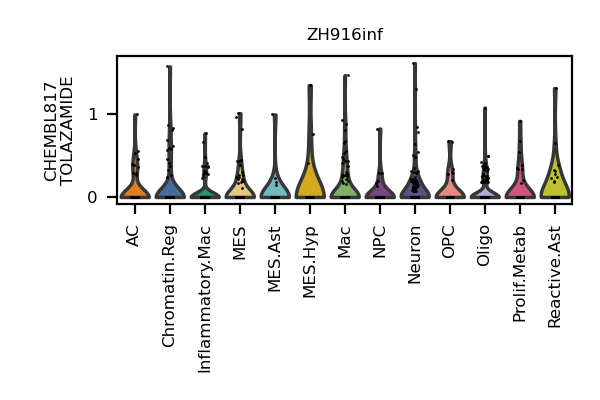 ZH916inf
CHEMBL817
TOLAZAMIDE
1
0
AC
Chromatin.Reg
Inflammatory.Mac
MES
MES.Ast
MES.Hyp
Mac
NPC
Neuron
OPC
Oligo
Prolif.Metab
Reactive.Ast